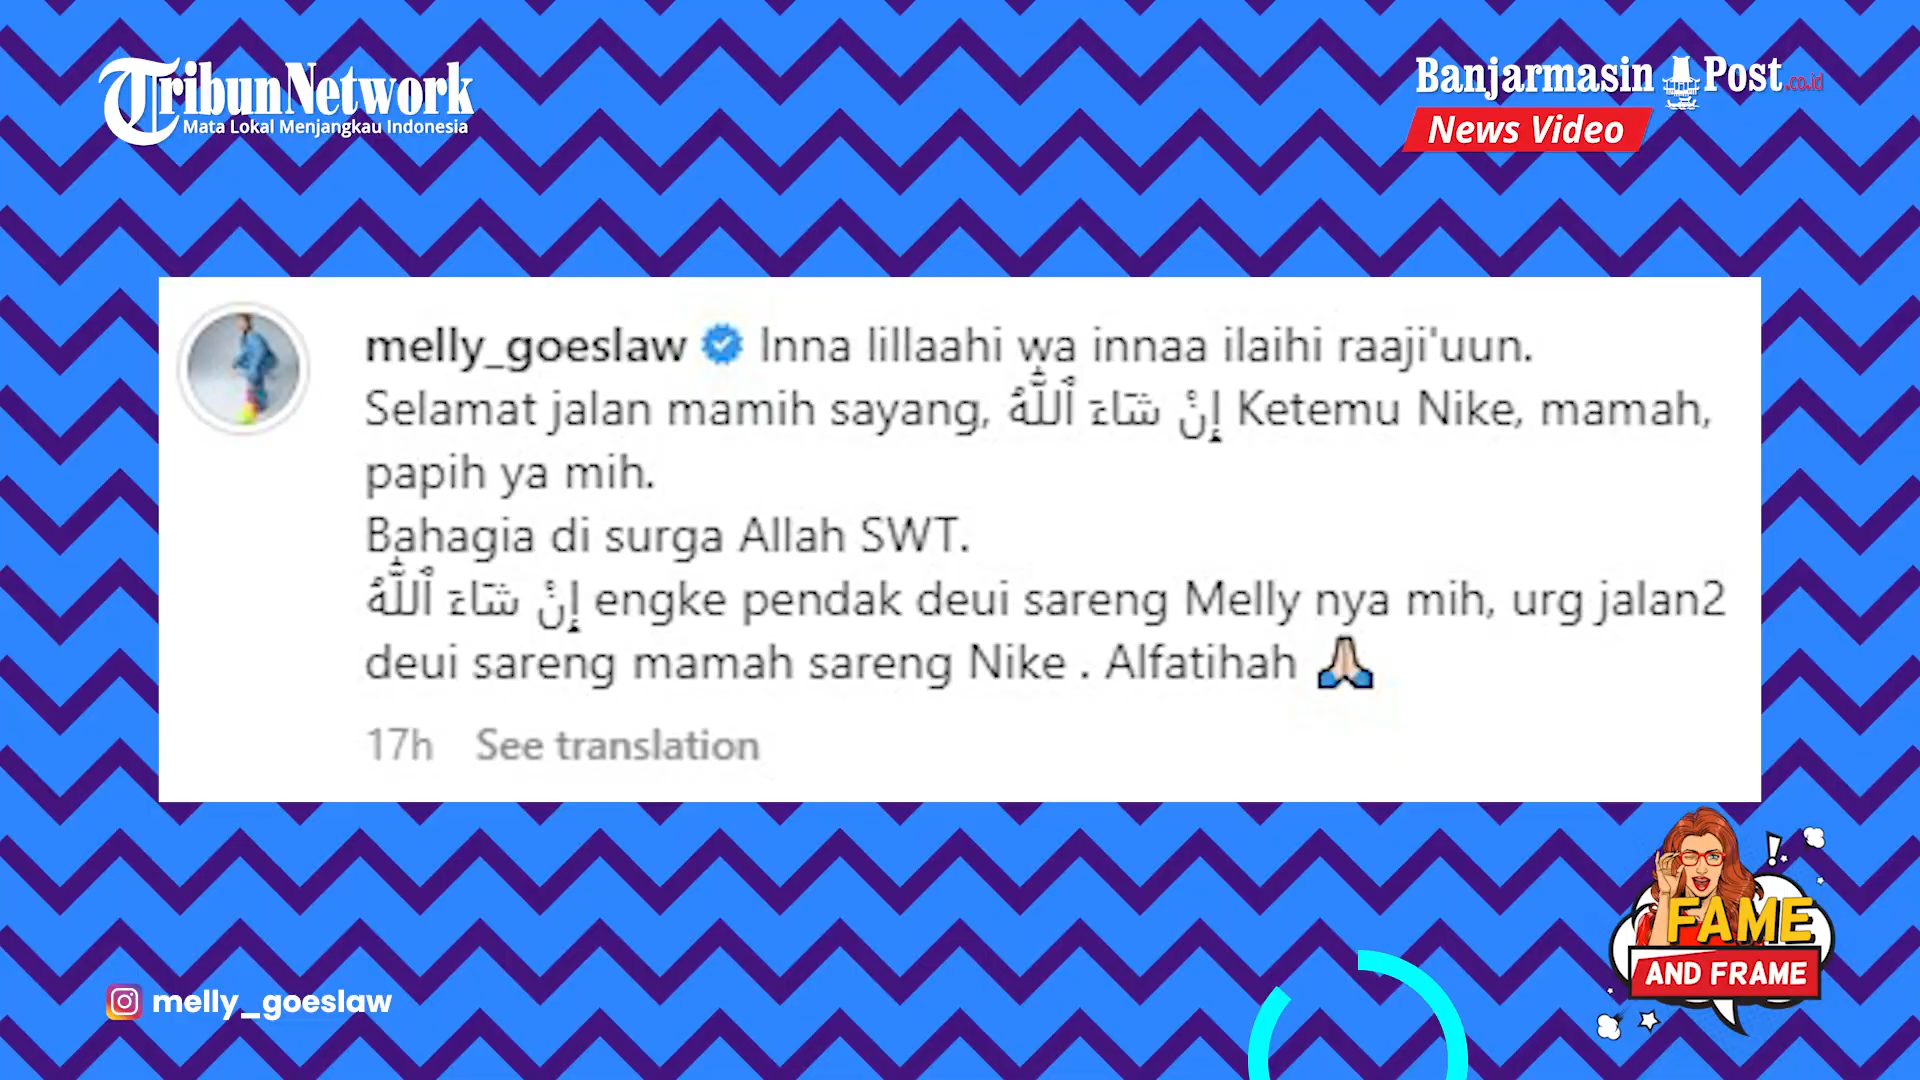 TribunNetwork
Mata Lokal Menjangkau Indonesia
Banjarmasin Post.co.id
News Video
melly_goeslaw Inna lillaahi wa innaa ilaihi raaji'uun.
Selamat jalan mamih sayang, إِنْ شَاءَ ٱللَّٰهُ Ketemu Nike, mamah,
papih ya mih.
Bahagia di surga Allah SWT.
إِنْ شَاءَ ٱللَّٰهُ engke pendak deui sareng Melly nya mih, urg jalan2
deui sareng mamah sareng Nike . Alfatihah 🙏🏻
17h See translation
FAME
AND FRAME
melly_goeslaw